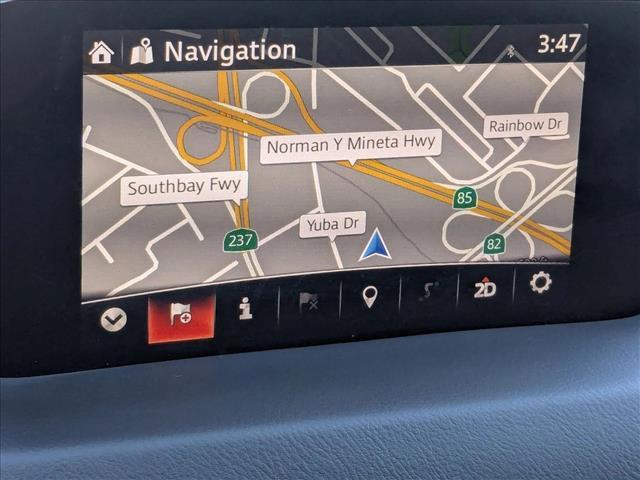 Navigation
3:47
Rainbow Dr
Norman Y Mineta Hwy
Southbay Fwy
85
Yuba Dr
237
82
i
2D